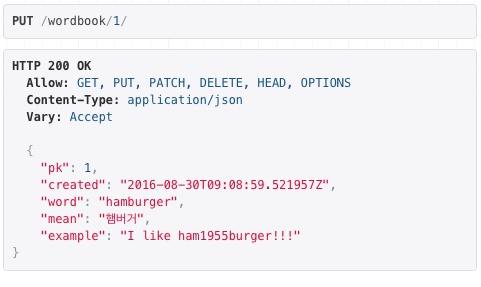 PUT /wordbook/1/
HTTP 200 OK
Allow: GET, PUT, PATCH, DELETE, HEAD, OPTIONS
Content-Type: application/json
Vary: Accept
{
"pk": 1,
"created": "2016-08-30T09:08:59.521957Z",
"word": "hamburger",
"mean": "햄버거",
"example": "I like ham1955burger!!!"
}